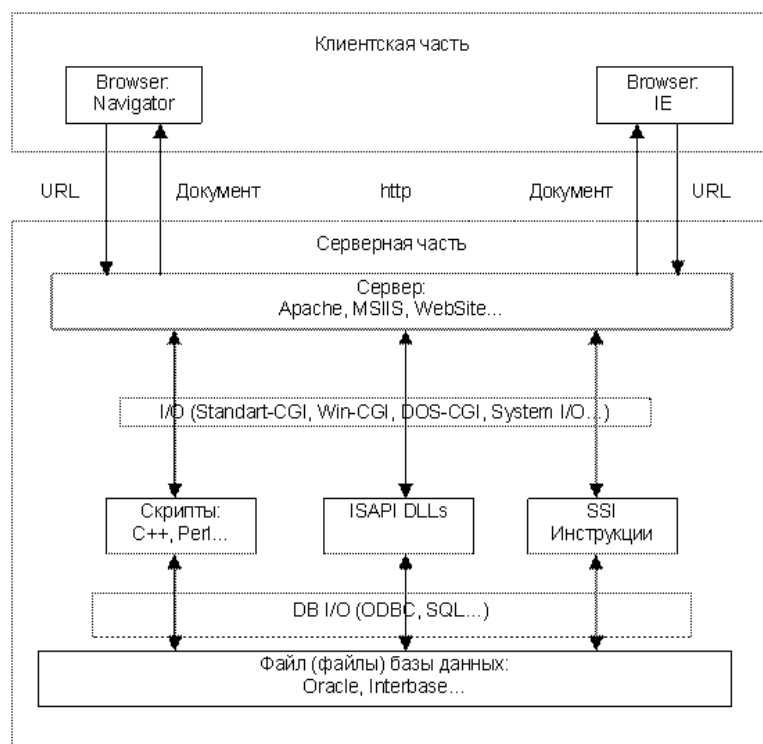 Клиентская часть
Browser:
Navigator
Browser:
IE
URL
Документ
http
Документ
URL
Серверная часть
Сервер:
Apache, MSIIS, WebSite...
I/O (Standart-CGI, Win-CGI, DOS-CGI, System I/O...)
Скрипты:
C++, Perl...
ISAPI DLLs
SSI
Инструкции
DB I/O (ODBC, SQL...)
Файл (файлы) базы данных:
Oracle, Interbase...